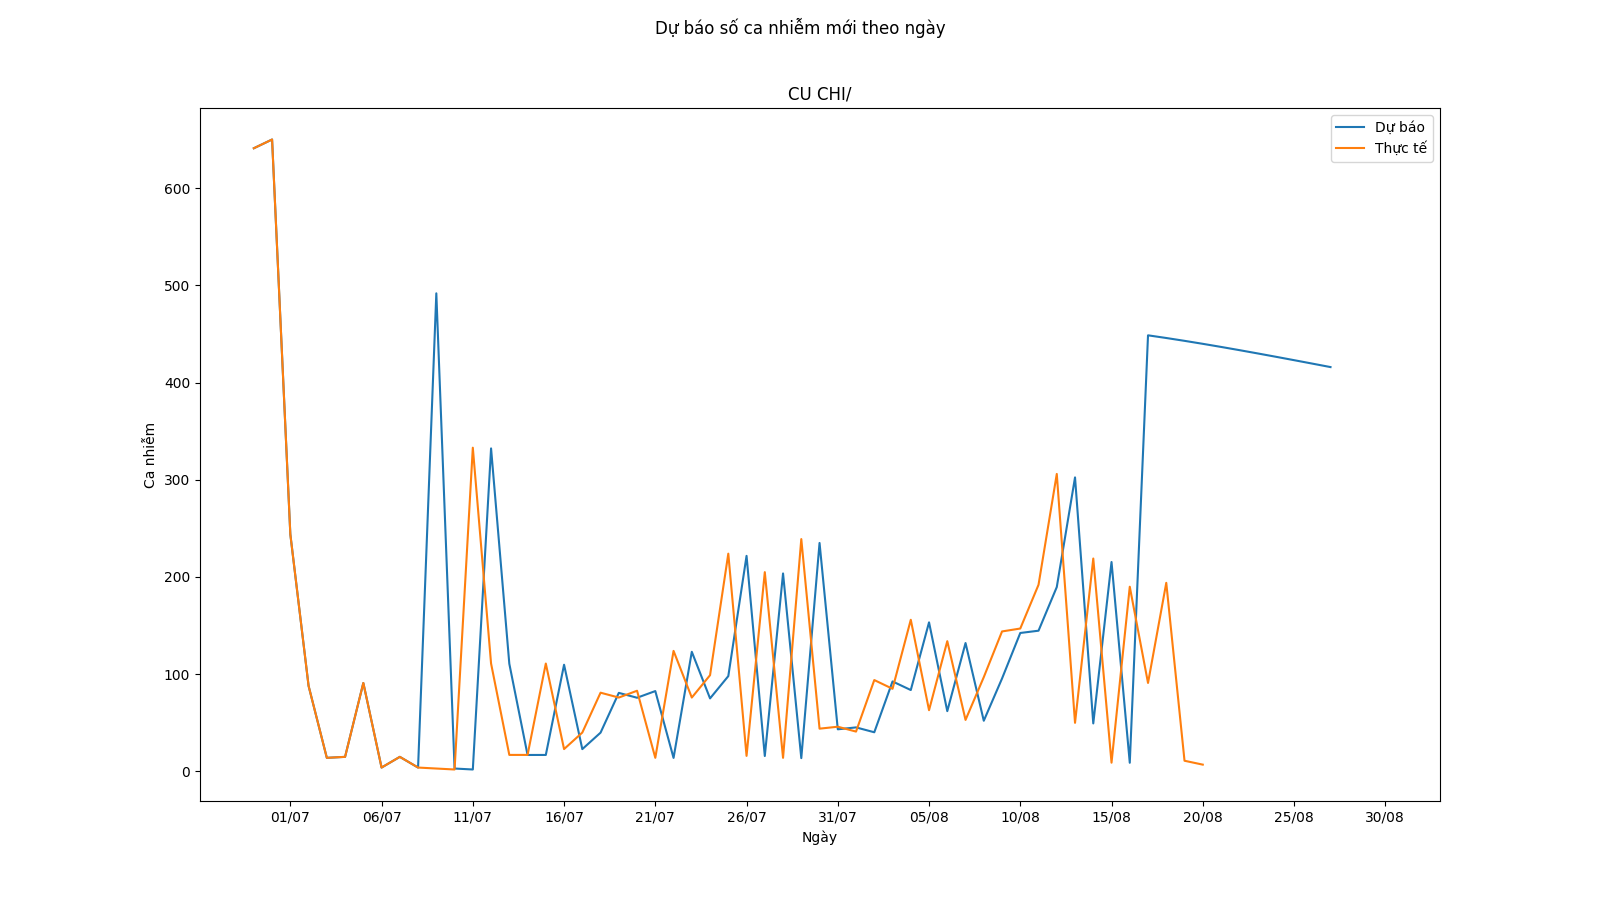 Dự báo số ca nhiễm mới theo ngày
CU CHI/
Dự báo
Thực tế
600
500
400
300
200
100
0
Ca nhiễm
01/07 06/07 11/07 16/07 21/07 26/07 31/07 05/08 10/08 15/08 20/08 25/08 30/08
Ngày